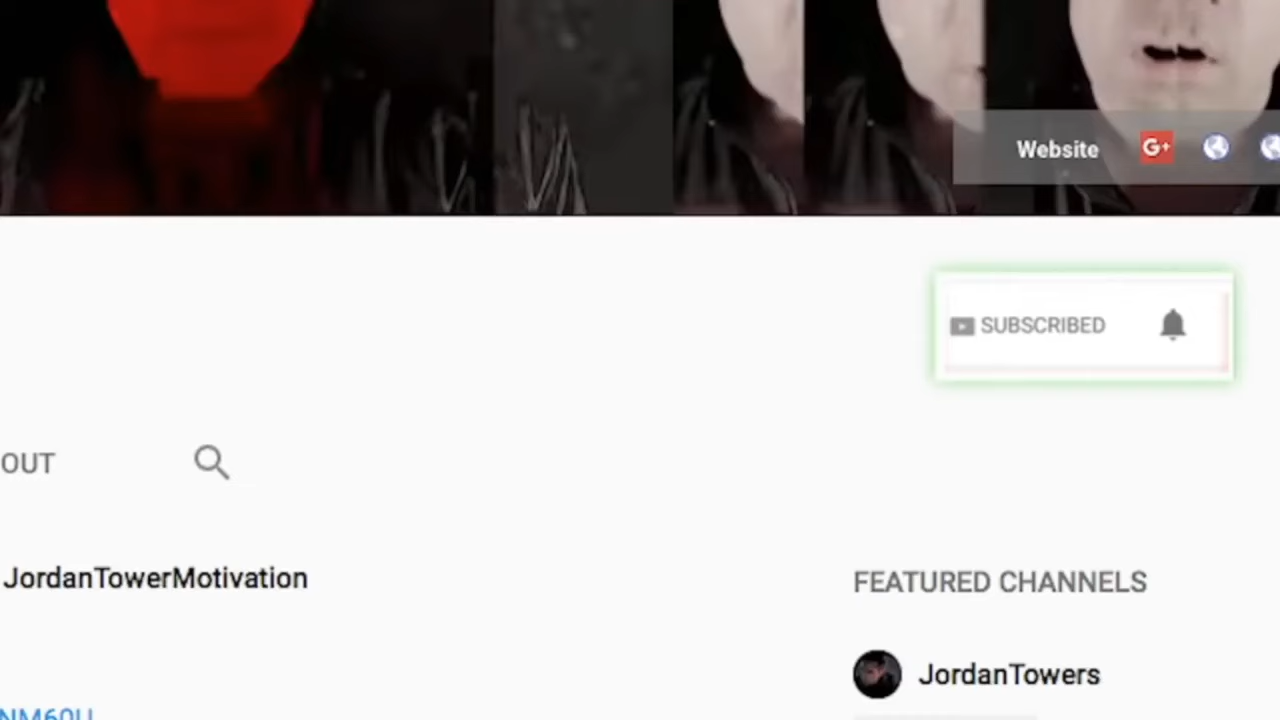 Website G+
SUBSCRIBED
OUT
JordanTowerMotivation
FEATURED CHANNELS
JordanTowers